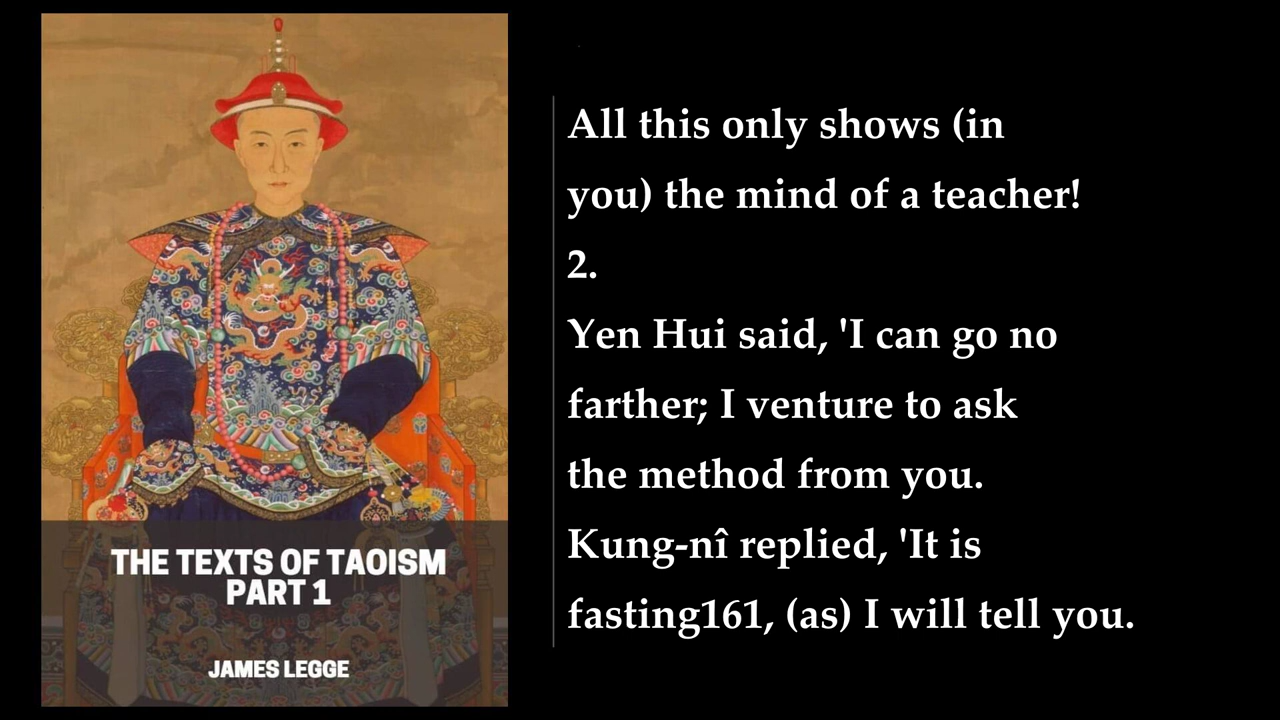 THE TEXTS OF TAOISM
PART 1
JAMES LEGGE
All this only shows (in
you) the mind of a teacher!
2.
Yen Hui said, 'I can go no
farther; I venture to ask
the method from you.
Kung-nî replied, 'It is
fasting161, (as) I will tell you.